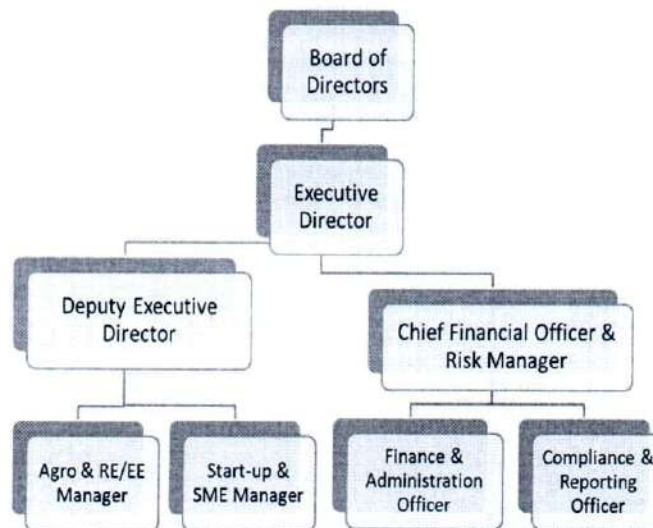 Board of
Directors
Executive
Director
Deputy Executive
Director
Chief Financial Officer &
Risk Manager
Agro & RE/EE
Manager
Start-up &
SME Manager
Finance &
Administration
Officer
Compliance &
Reporting
Officer